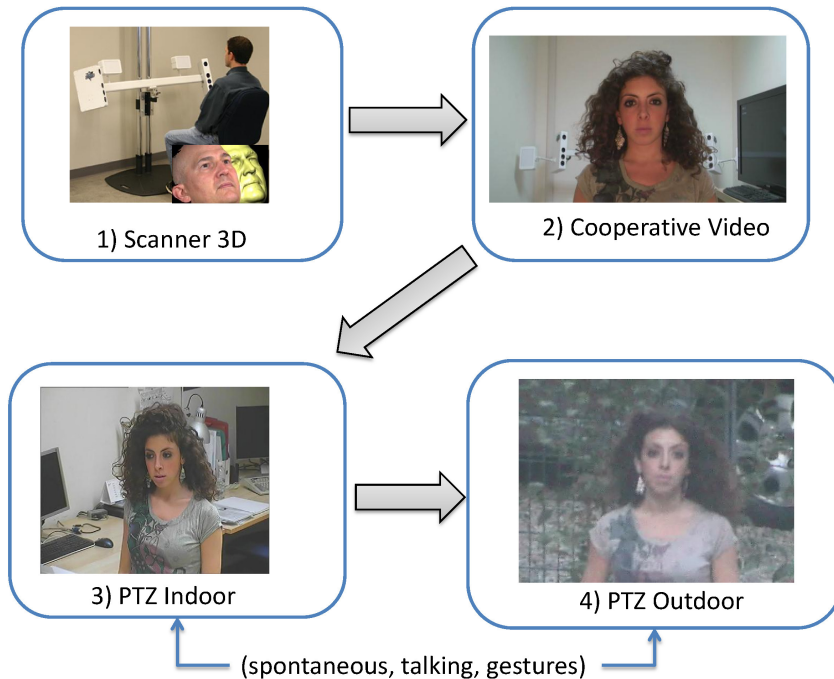 1) Scanner 3D
2) Cooperative Video
3) PTZ Indoor
4) PTZ Outdoor
(spontaneous, talking, gestures)